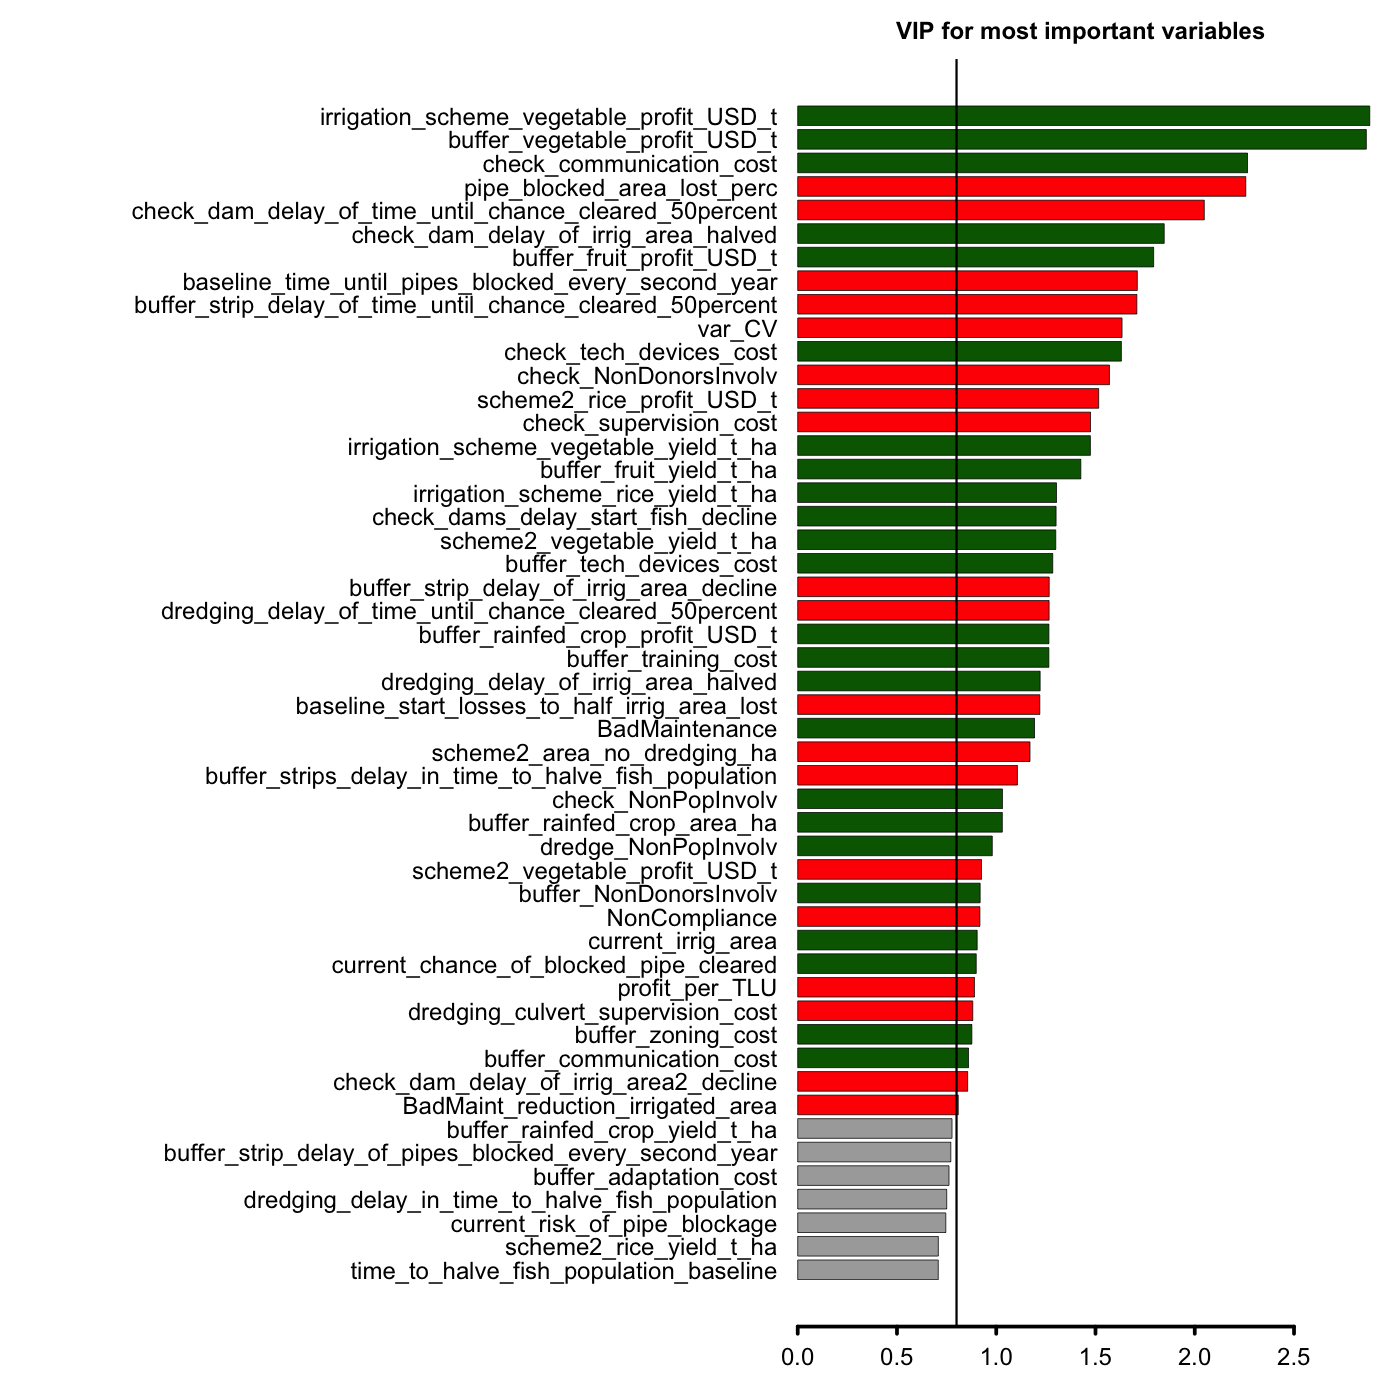 VIP for most important variables
irrigation_scheme_vegetable_profit_USD_t
buffer_vegetable_profit_USD_t
check_communication_cost
pipe_blocked_area_lost_perc
check_dam_delay_of_time_until_chance_cleared_50percent
check_dam_delay_of_irrig_area_halved
buffer_fruit_profit_USD_t
baseline_time_until_pipes_blocked_every_second_year
buffer_strip_delay_of_time_until_chance_cleared_50percent
var_CV
check_tech_devices_cost
check_NonDonorsInvolv
scheme2_rice_profit_USD_t
check_supervision_cost
irrigation_scheme_vegetable_yield_t_ha
buffer_fruit_yield_t_ha
irrigation_scheme_rice_yield_t_ha
check_dams_delay_start_fish_decline
scheme2_vegetable_yield_t_ha
buffer_tech_devices_cost
buffer_strip_delay_of_irrig_area_decline
dredging_delay_of_time_until_chance_cleared_50percent
buffer_rainfed_crop_profit_USD_t
buffer_training_cost
dredging_delay_of_irrig_area_halved
baseline_start_losses_to_half_irrig_area_lost
BadMaintenance
scheme2_area_no_dredging_ha
buffer_strips_delay_in_time_to_halve_fish_population
check_NonPopInvolv
buffer_rainfed_crop_area_ha
dredge_NonPopInvolv
scheme2_vegetable_profit_USD_t
buffer_NonDonorsInvolv
NonCompliance
current_irrig_area
current_chance_of_blocked_pipe_cleared
profit_per_TLU
dredging_culvert_supervision_cost
buffer_zoning_cost
buffer_communication_cost
check_dam_delay_of_irrig_area2_decline
BadMaint_reduction_irrigated_area
buffer_rainfed_crop_yield_t_ha
buffer_strip_delay_of_pipes_blocked_every_second_year
buffer_adaptation_cost
dredging_delay_in_time_to_halve_fish_population
current_risk_of_pipe_blockage
scheme2_rice_yield_t_ha
time_to_halve_fish_population_baseline
0.0 0.5 1.0 1.5 2.0 2.5